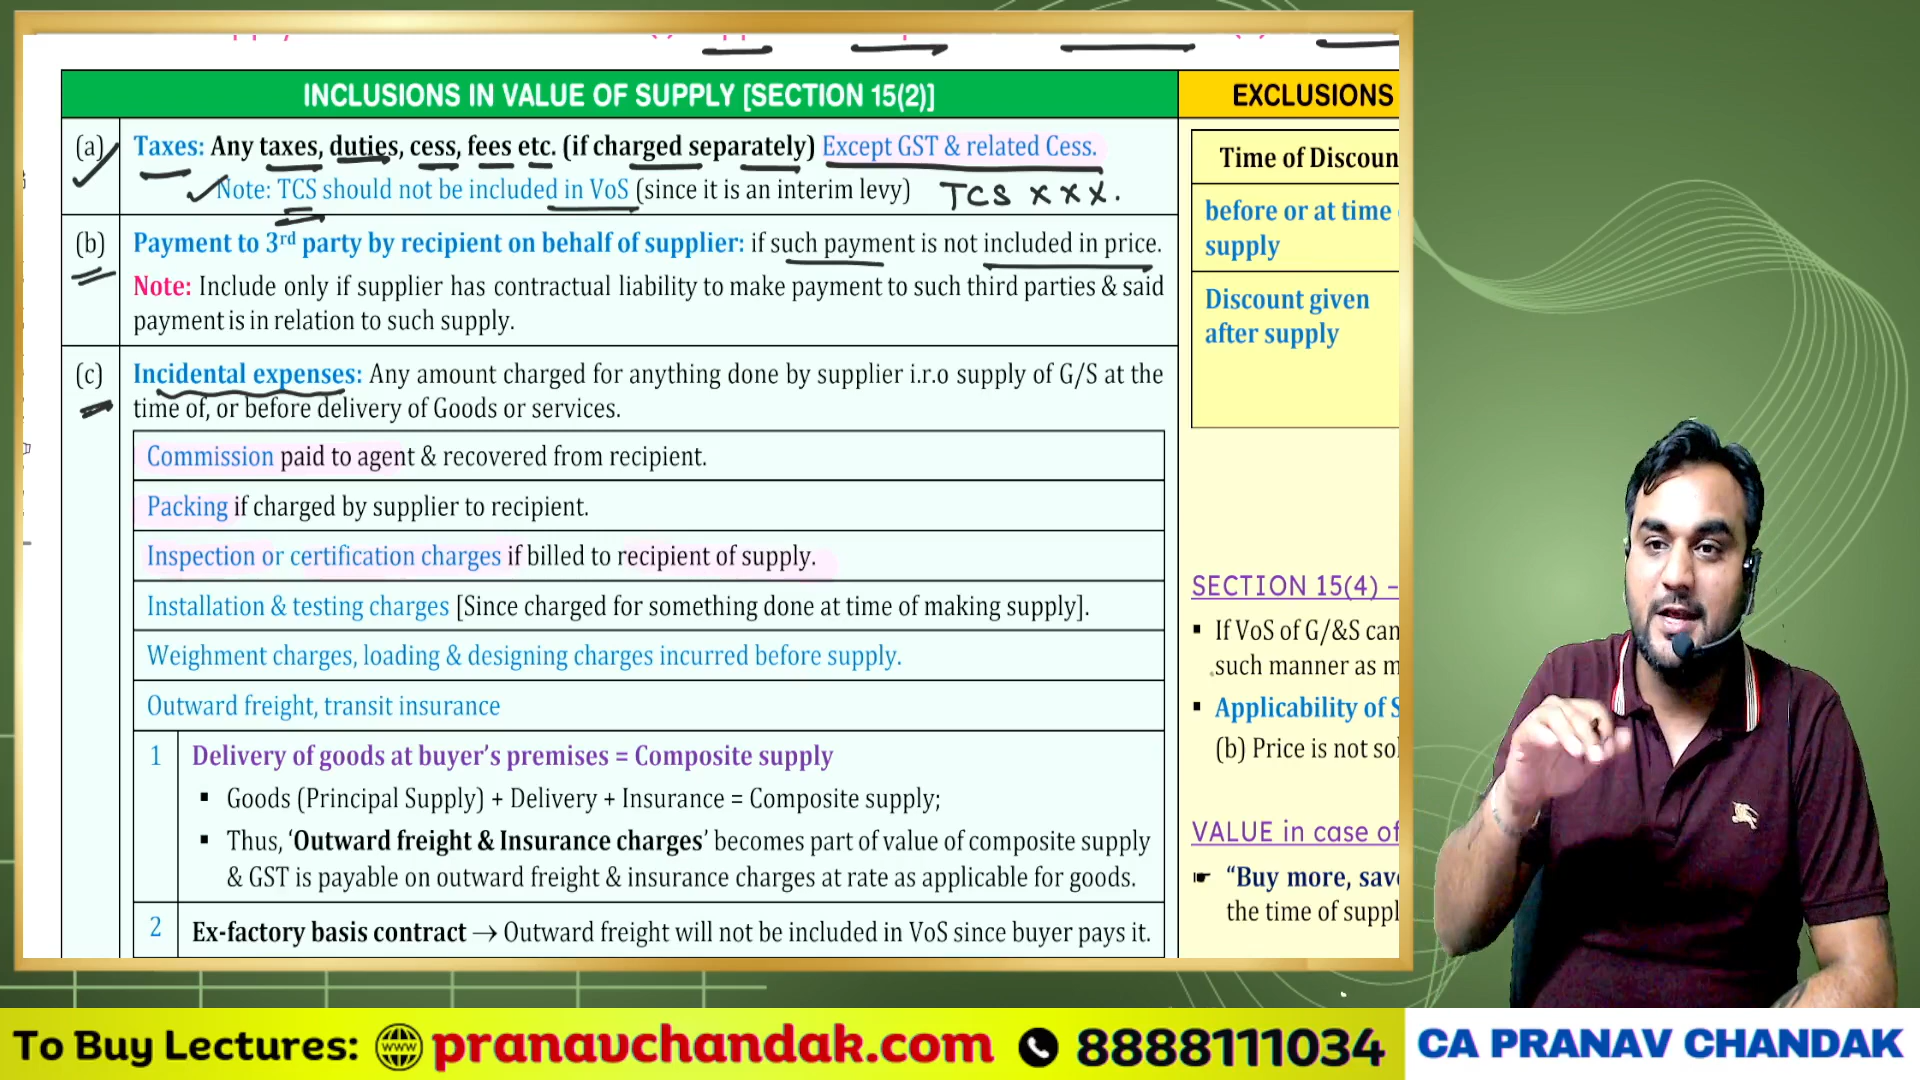 INCLUSIONS IN VALUE OF SUPPLY [SECTION 15(2)]
(a) Taxes: Any taxes, duties, cess, fees etc. (if charged separately) Except GST & related Cess.
Note: TCS should not be included in VoS (since it is an interim levy) TCS x x x.
(b) Payment to 3rd party by recipient on behalf of supplier: if such payment is not included in price.
Note: Include only if supplier has contractual liability to make payment to such third parties & said
payment is in relation to such supply.
(c) Incidental expenses: Any amount charged for anything done by supplier i.r.o supply of G/S at the
time of, or before delivery of Goods or services.
Commission paid to agent & recovered from recipient.
Packing if charged by supplier to recipient.
Inspection or certification charges if billed to recipient of supply.
Installation & testing charges [Since charged for something done at time of making supply].
Weighment charges, loading & designing charges incurred before supply.
Outward freight, transit insurance
1 Delivery of goods at buyer's premises = Composite supply
▪ Goods (Principal Supply) + Delivery + Insurance = Composite supply;
▪ Thus, 'Outward freight & Insurance charges' becomes part of value of composite supply
& GST is payable on outward freight & insurance charges at rate as applicable for goods.
2 Ex-factory basis contract → Outward freight will not be included in VoS since buyer pays it.
EXCLUSIONS
Time of Discoun
before or at time
supply
Discount given
after supply
SECTION 15(4) –
▪ If VoS of G/&S can
such manner as m
▪ Applicability of S
(b) Price is not sol
VALUE in case of
☛ "Buy more, save
the time of suppl
To Buy Lectures: www pranavchandak.com 8888111034 CA PRANAV CHANDAK